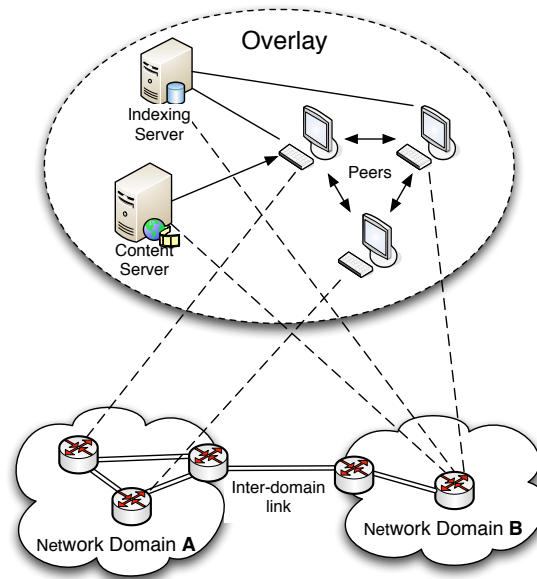 Overlay
Indexing
Server
Peers
Content
Server
Inter-domain
link
Network Domain A
Network Domain B